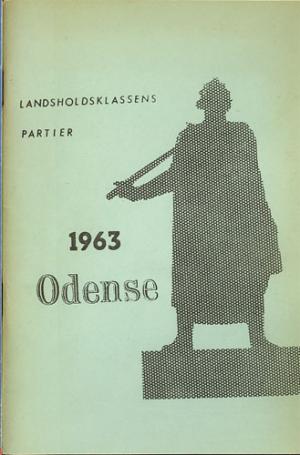 LANDSHOLDSKLASSENS
PARTIER
1963
Odense